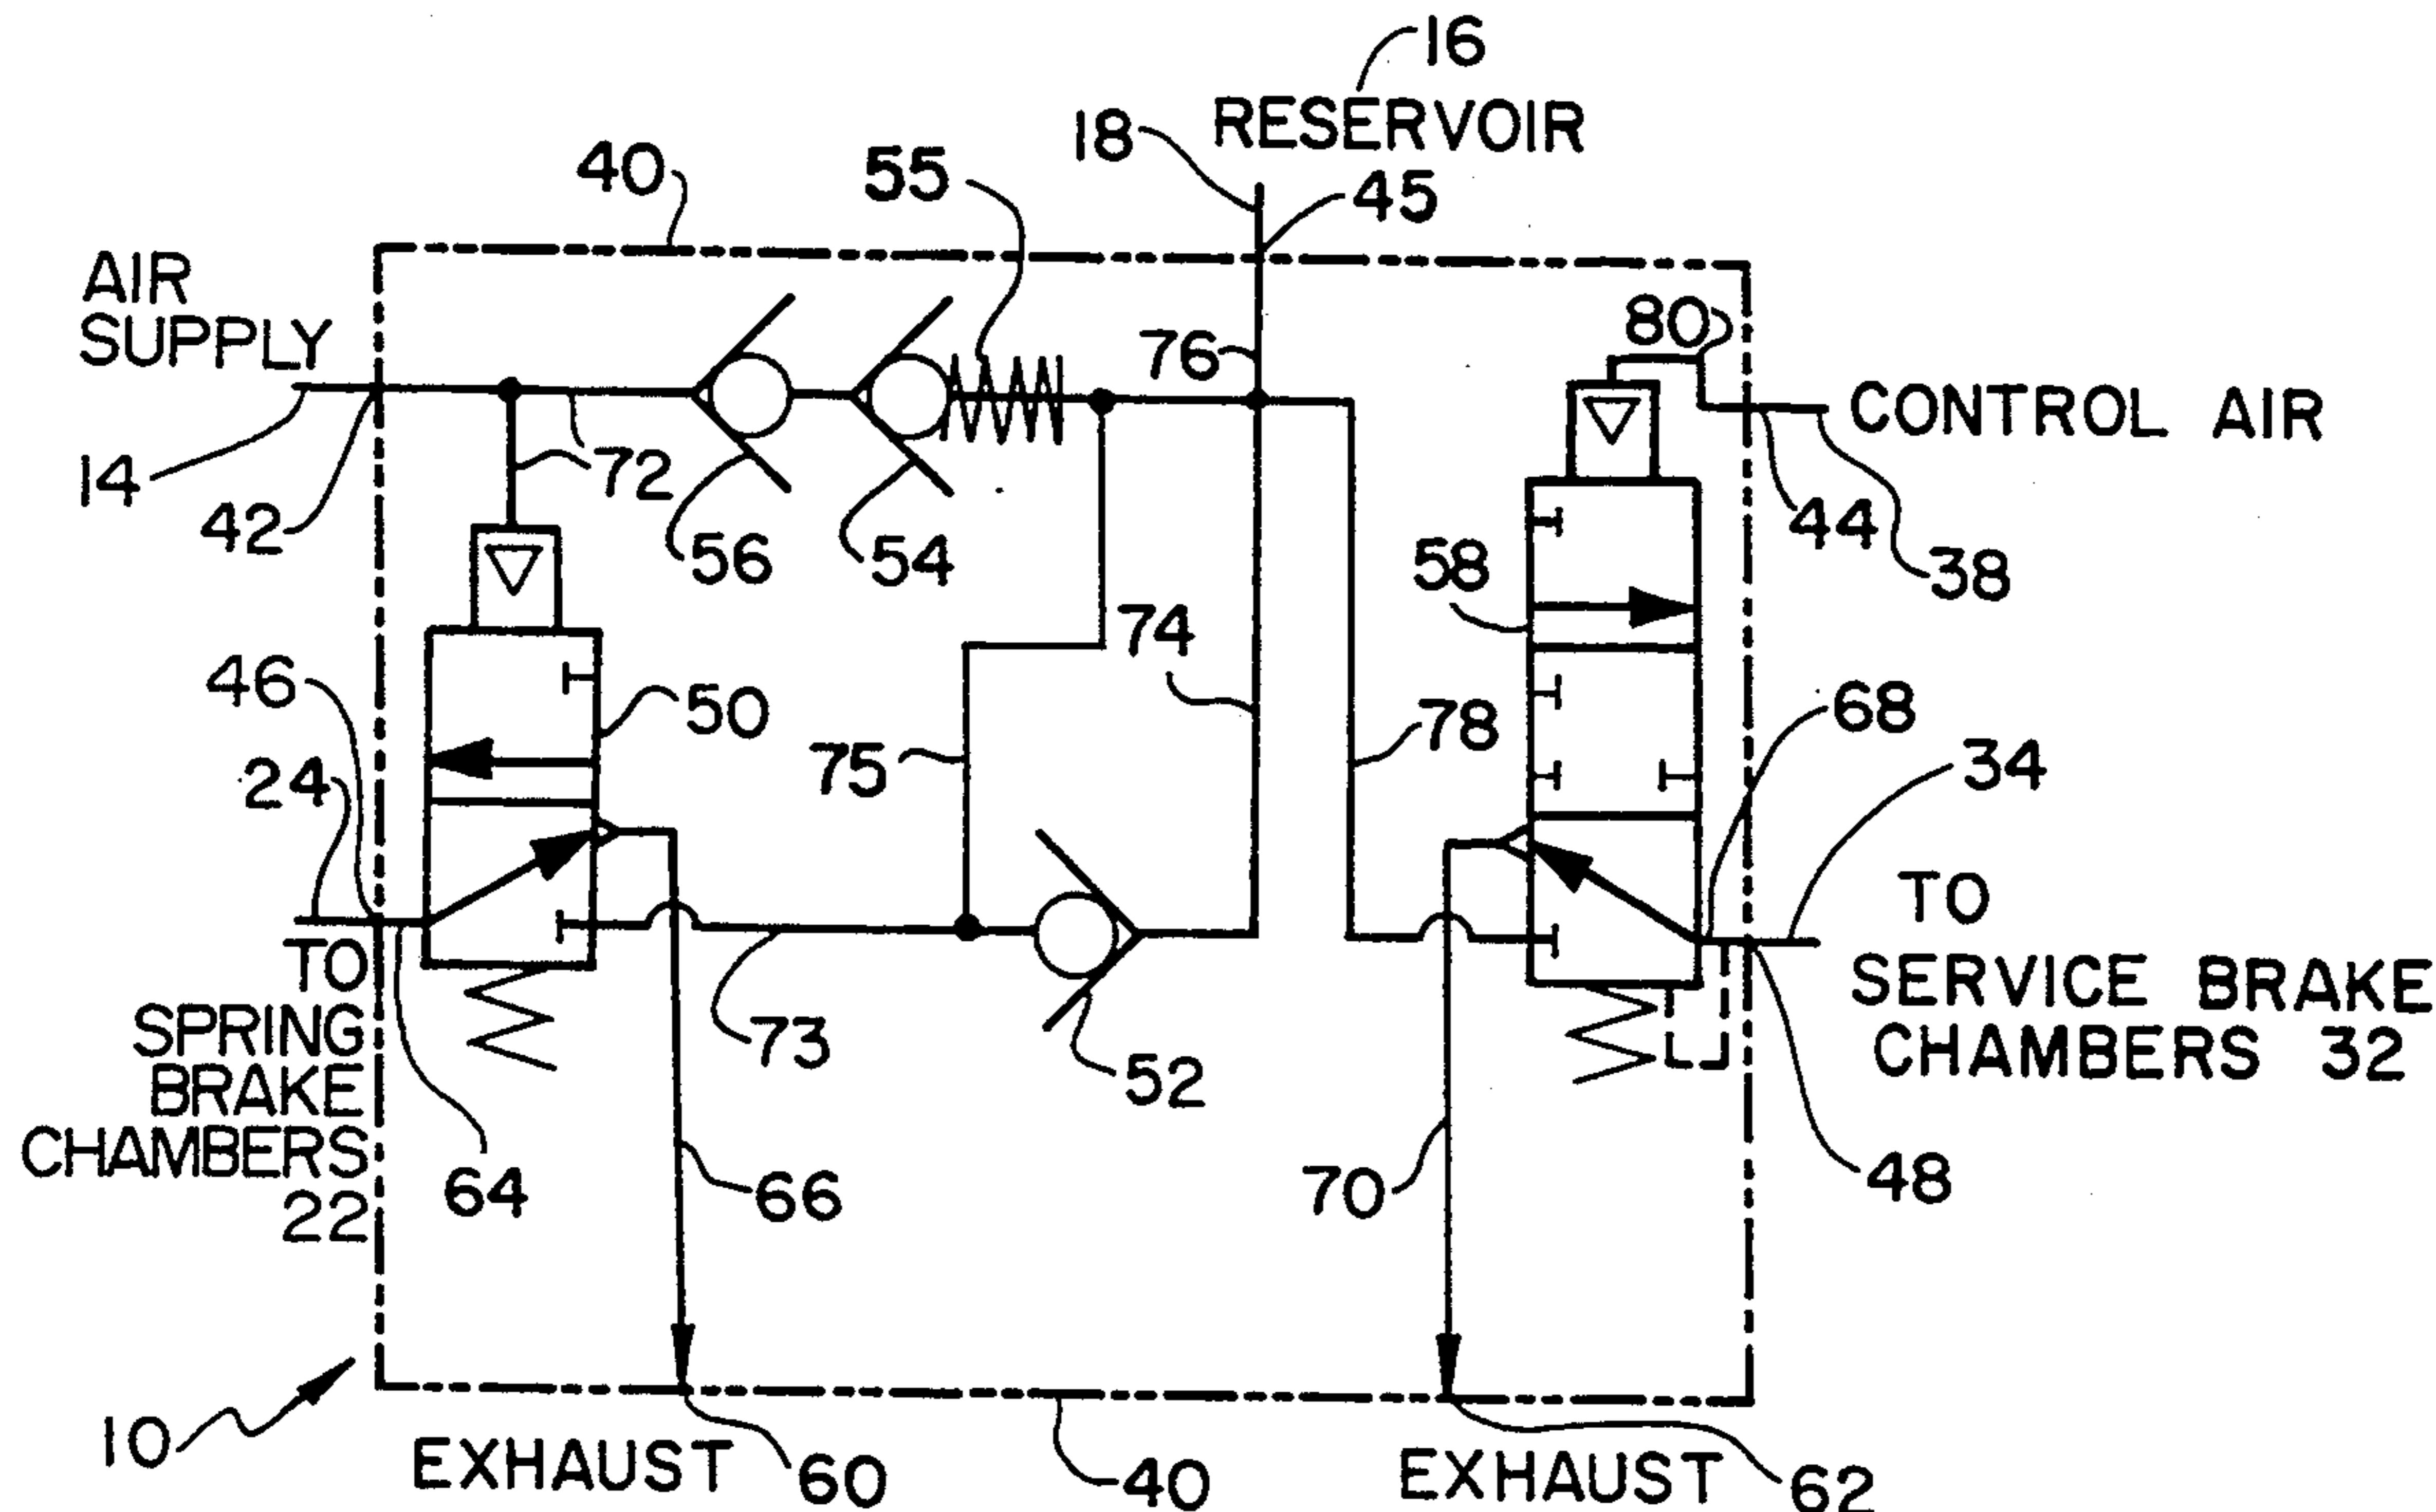 16
RESERVOIR
18
45
40
55
AIR
SUPPLY
80
76
CONTROL AIR
14
42
72
56
54
44
38
58
74
46
50
68
24
75
78
34
TO
SERVICE BRAKE
CHAMBERS 32
TO
SPRING
BRAKE
CHAMBERS
22
73
52
64
66
70
48
10
EXHAUST
60
40
EXHAUST
62